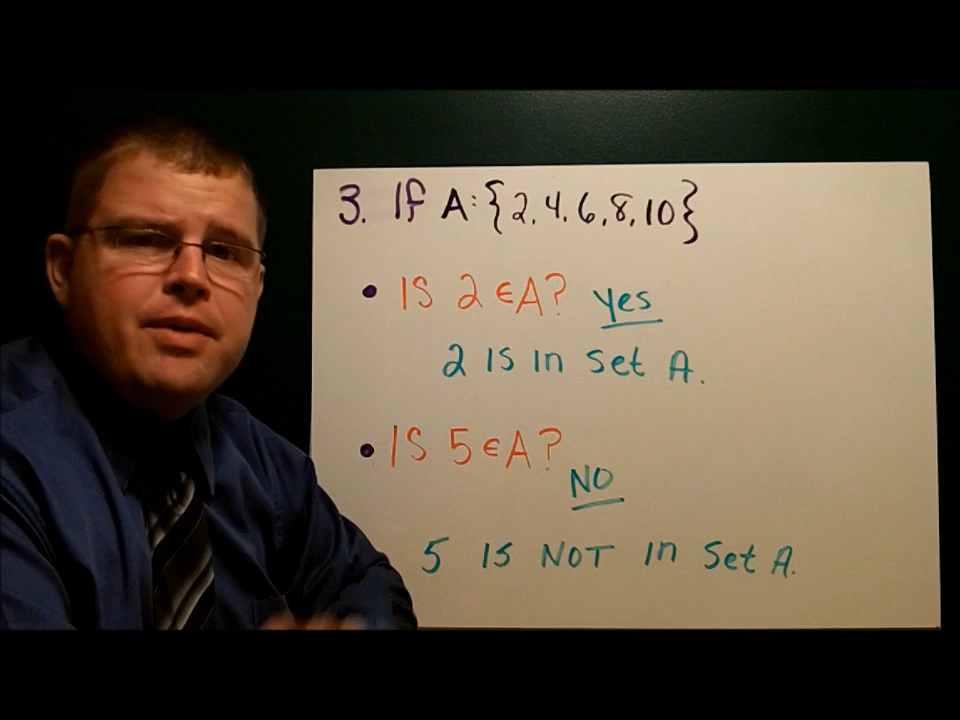 3. If A:{2,4,6,8,10}
• IS 2 ∈ A? yes
2 IS in Set A.
• IS 5 ∈ A?
NO
5 IS NOT in Set A.